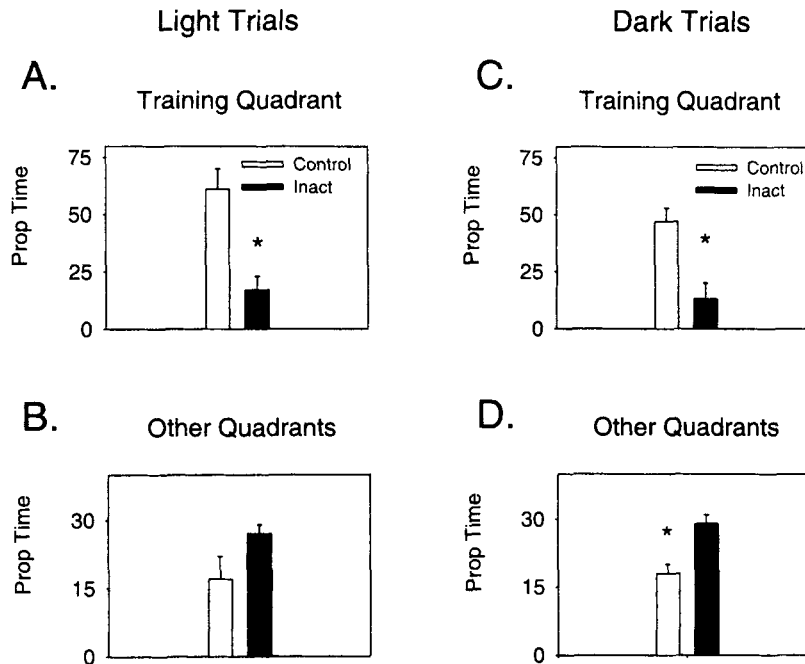 Light Trials
Dark Trials
A.
Training Quadrant
Prop Time
75
50
25
0
Control
Inact
*
C.
Training Quadrant
Prop Time
75
50
25
0
Control
Inact
*
B.
Other Quadrants
Prop Time
30
15
0
D.
Other Quadrants
Prop Time
30
15
0
*